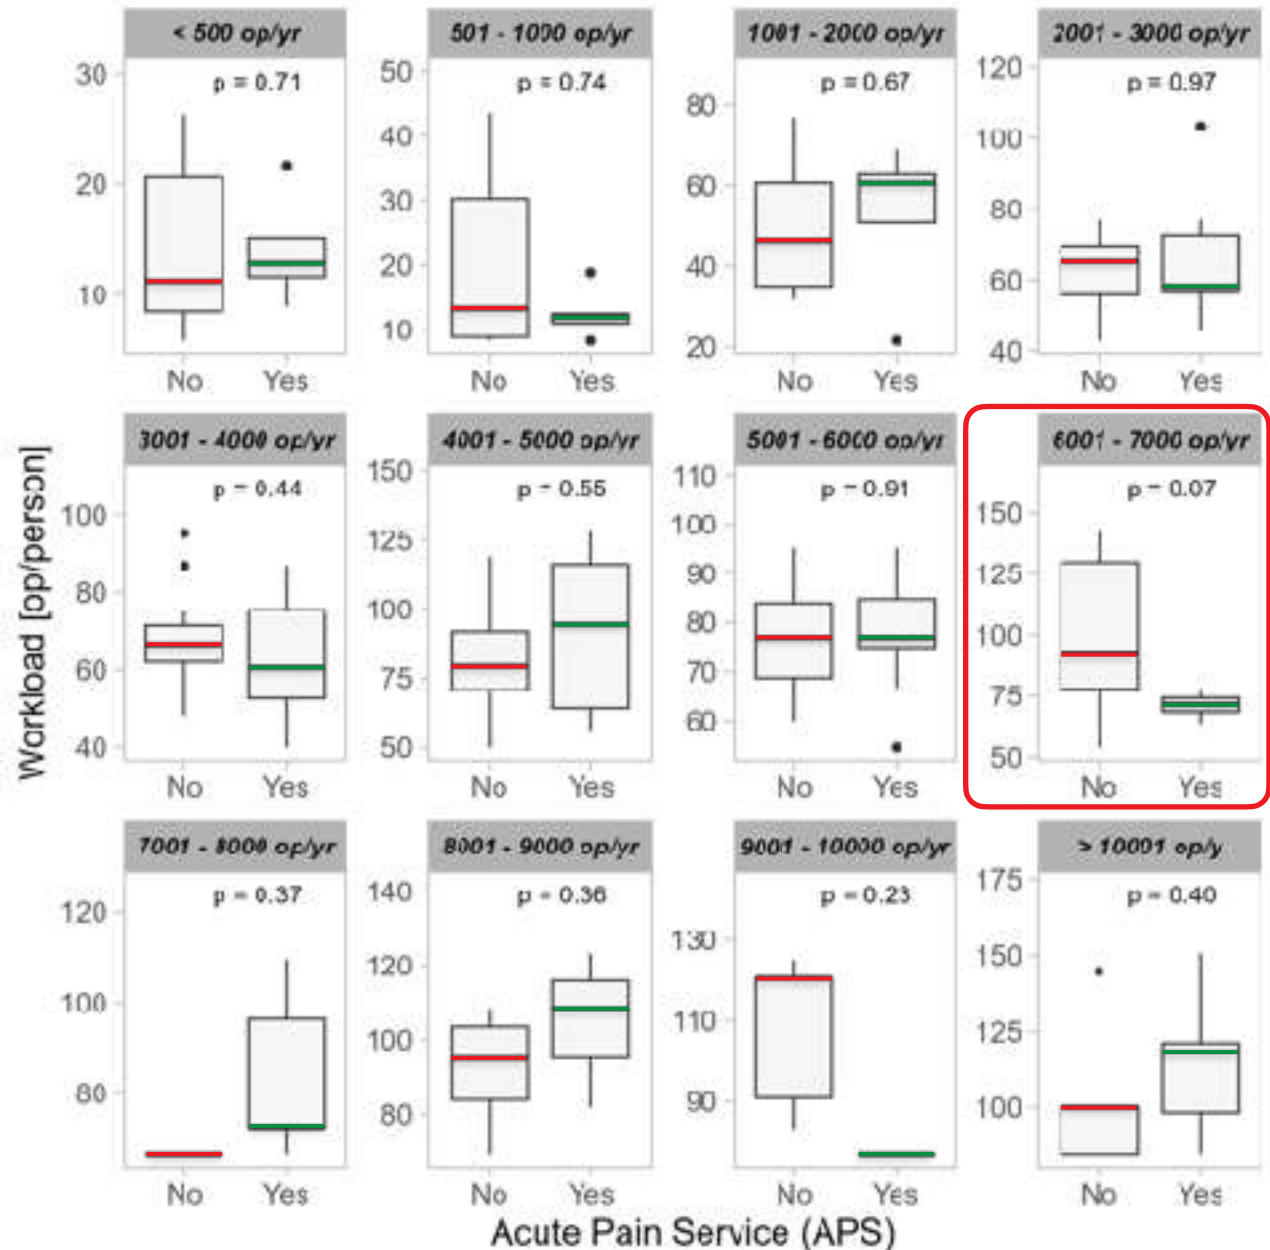 < 500 op/yr
501 - 1000 op/yr
1001 - 2000 op/yr
2001 - 3000 op/yr
p = 0.71
p = 0.74
p = 0.67
p = 0.97
30
20
10
50
40
30
20
10
80
60
40
20
120
100
80
60
40
No Yes
No Yes
No Yes
No Yes
3001 - 4000 op/yr
4001 - 5000 op/yr
5001 - 6000 op/yr
6001 - 7000 op/yr
p = 0.44
p = 0.55
p = 0.91
p = 0.07
100
80
60
40
150
125
100
75
50
110
100
90
80
70
60
150
125
100
75
50
No Yes
No Yes
No Yes
No Yes
Workload [op/person]
7001 - 8000 op/yr
8001 - 9000 op/yr
9001 - 10000 op/yr
> 10001 op/y
p = 0.37
p = 0.36
p = 0.23
p = 0.40
120
100
80
140
120
100
80
130
110
90
175
150
125
100
No Yes
No Yes
No Yes
No Yes
Acute Pain Service (APS)